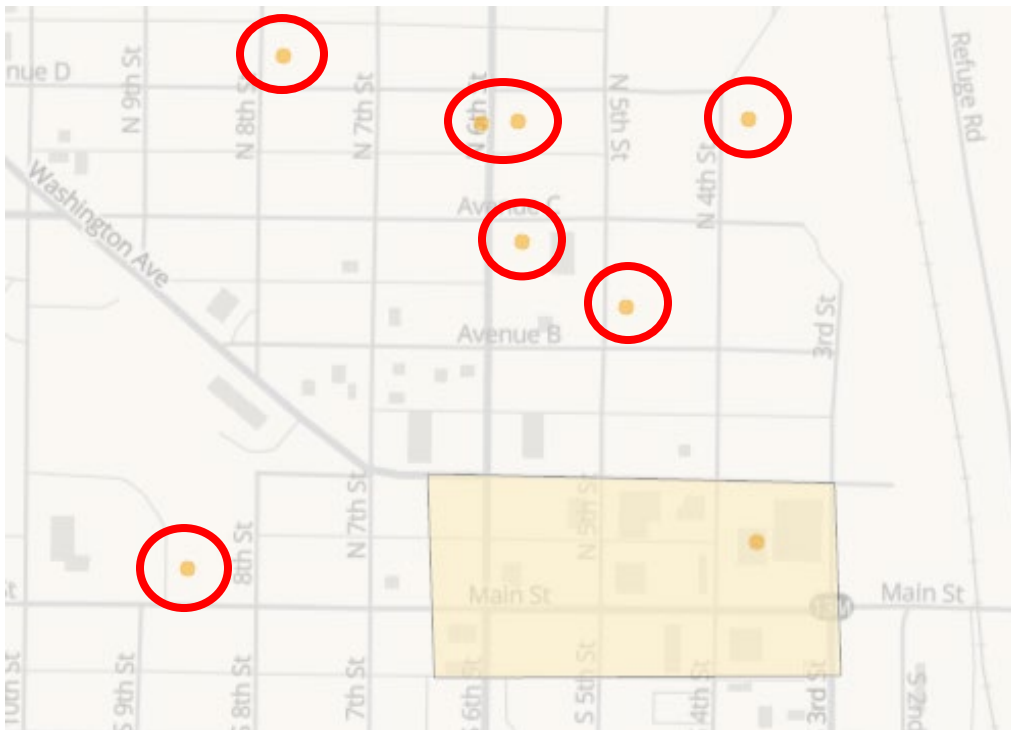 Refuge Rd
nue D
N 9th St
N 8th S
N 7th St
N 6th St
N 5th St
N 4th St
Washington Ave
Avenue C
3rd St
Avenue B
N 7th St
N 5th St
8th St
St
Main St
Main St
10th St
S 9th St
S 8th St
7th St
S 6th St
S 5th St
4th St
3rd St
S 2nd